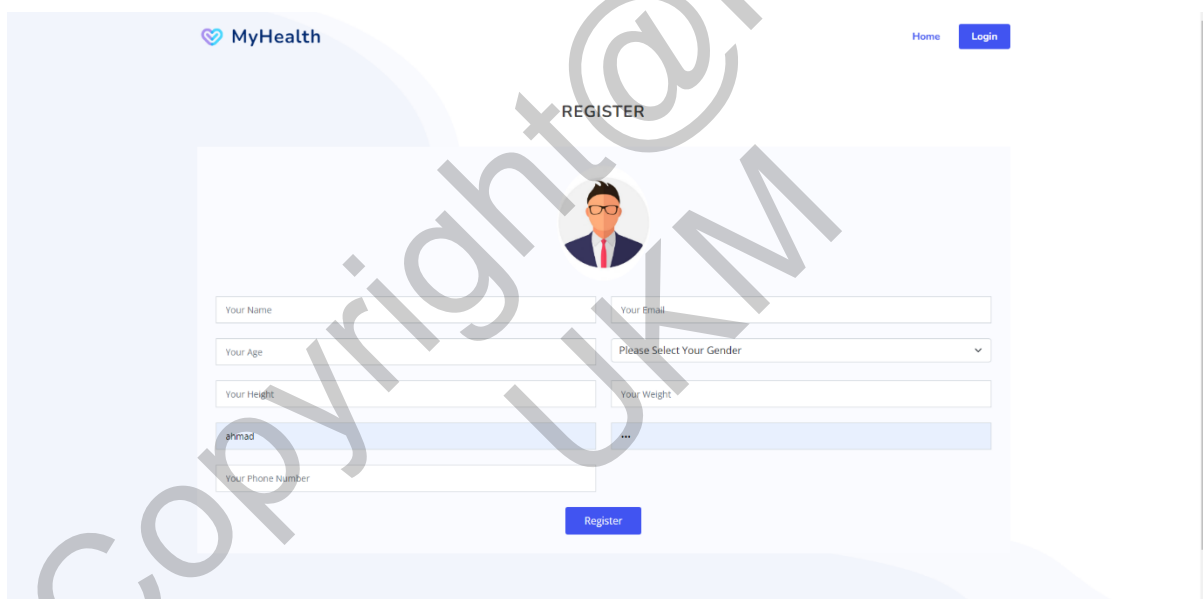 MyHealth
Home
Login
REGISTER
Your Name
Your Email
Your Age
Please Select Your Gender
Your Height
Your Weight
ahmad
•••
Your Phone Number
Register
Copyright@
UKM